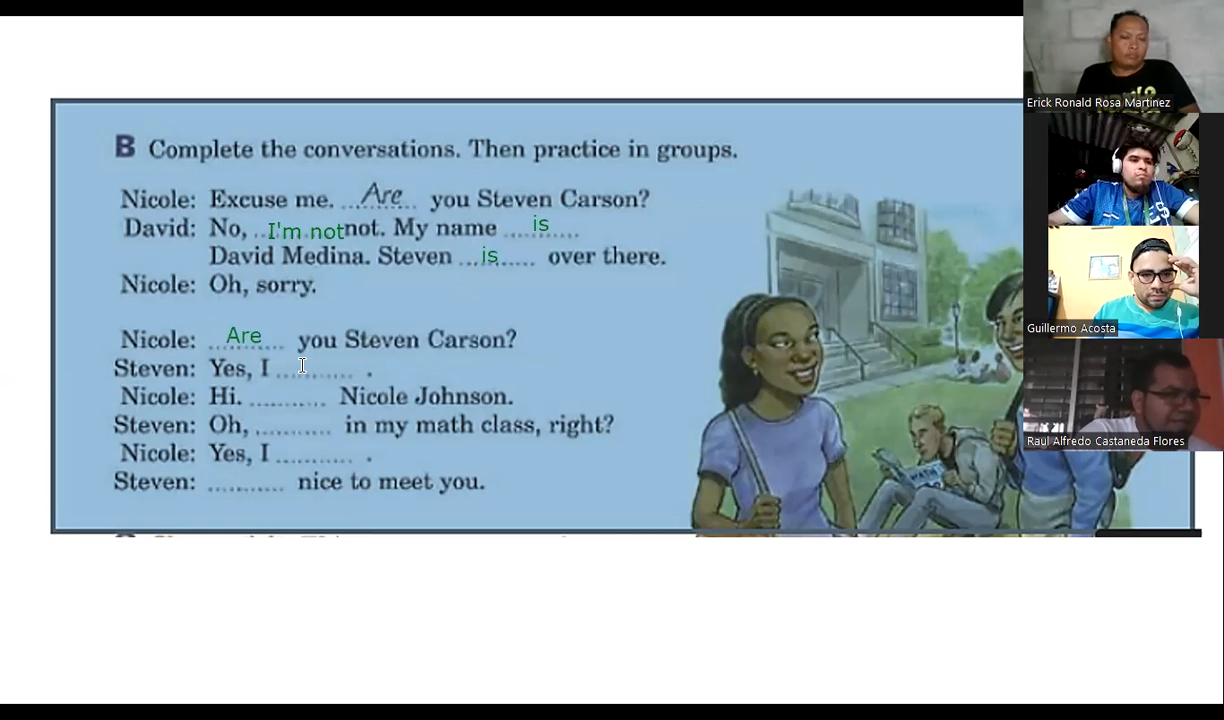 B Complete the conversations. Then practice in groups.
Nicole: Excuse me. Are you Steven Carson?
David: No, I'm not not. My name is
David Medina. Steven is over there.
Nicole: Oh, sorry.
Nicole: Are you Steven Carson?
Steven: Yes, I .......... .
Nicole: Hi. .......... Nicole Johnson.
Steven: Oh, .......... in my math class, right?
Nicole: Yes, I .......... .
Steven: .......... nice to meet you.
Erick Ronald Rosa Martinez
Guillermo Acosta
Raul Alfredo Castaneda Flores